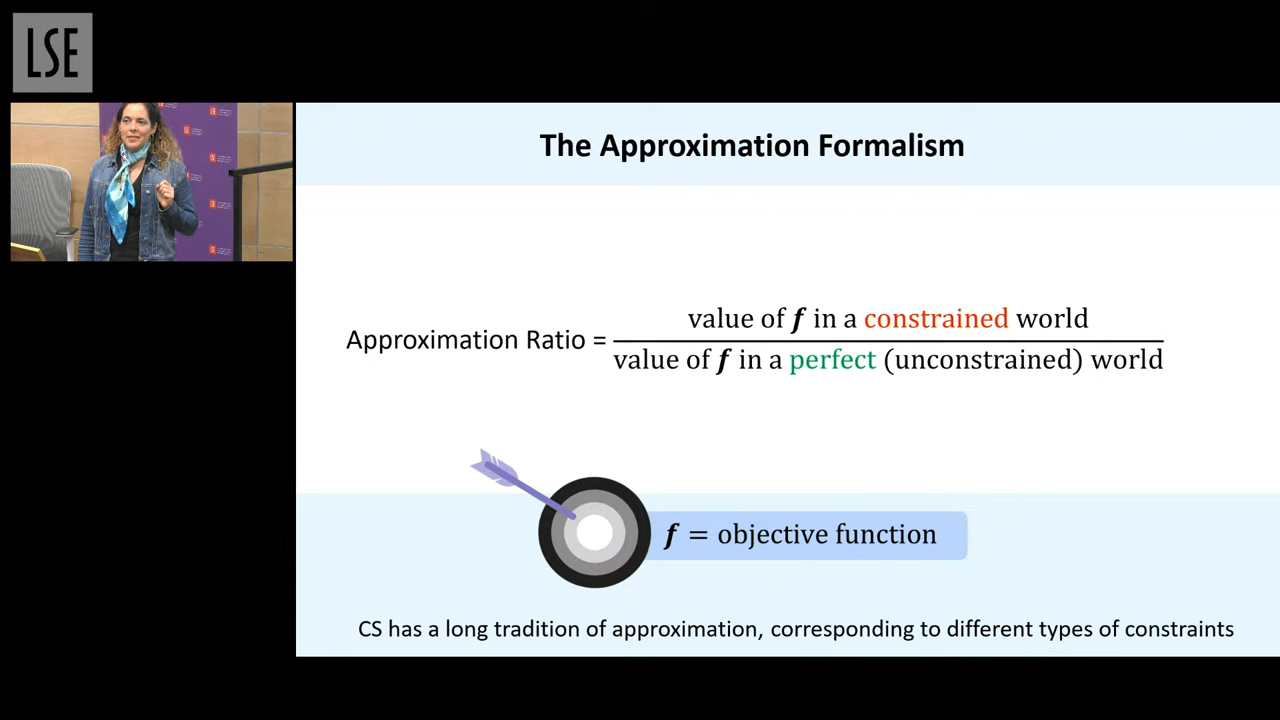 LSE
The Approximation Formalism
value of f in a constrained world
Approximation Ratio =
value of f in a perfect (unconstrained) world
f = objective function
CS has a long tradition of approximation, corresponding to different types of constraints